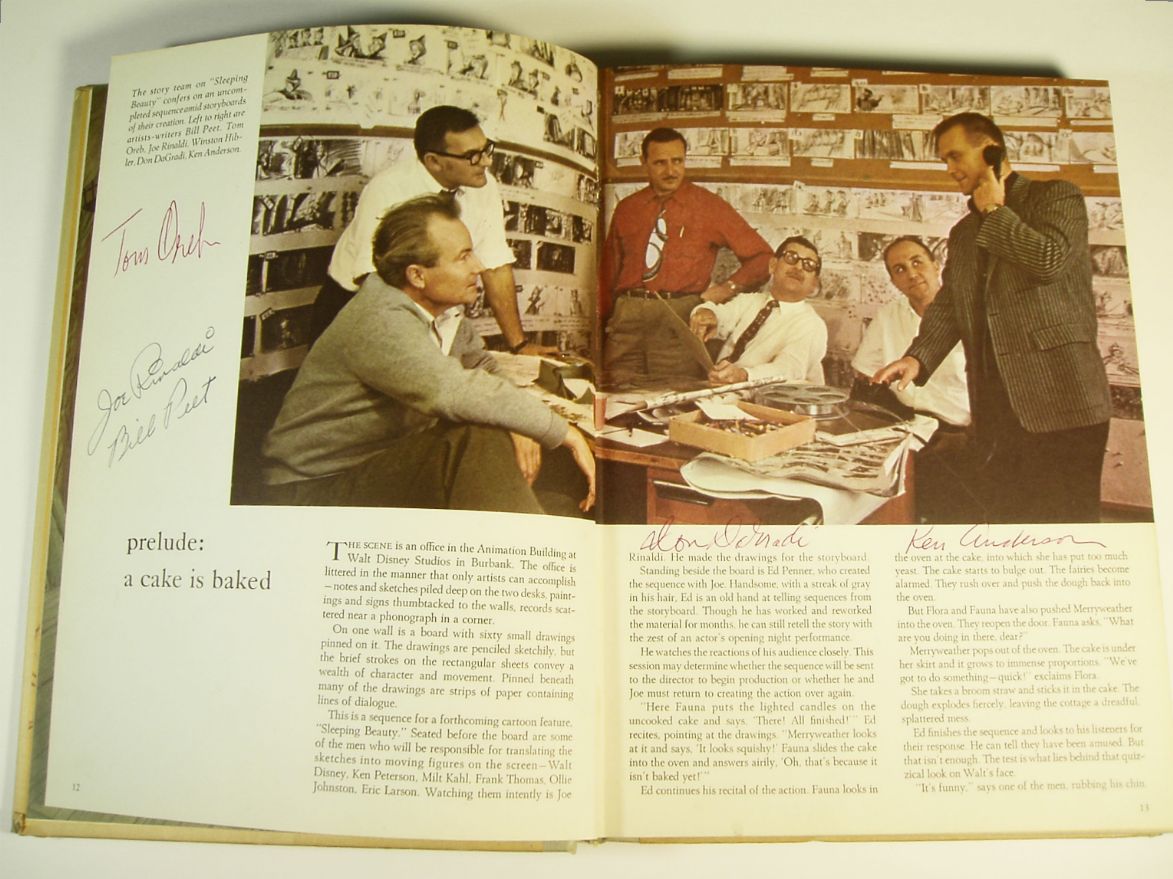 The story team on "Sleeping
Beauty" confers on an uncom-
pleted sequence amid storyboards
of their creation. Left to right are
artists-writers Bill Peet, Tom
Oreb, Joe Rinaldi, Winston Hib-
ler, Don DaGradi, Ken Anderson.
Tom Oreb
Joe Rinaldi
Bill Peet
prelude:
a cake is baked
THE SCENE is an office in the Animation Building at
Walt Disney Studios in Burbank. The office is
littered in the manner that only artists can accomplish
—notes and sketches piled deep on the two desks, paint-
ings and signs thumbtacked to the walls, records scat-
tered near a phonograph in a corner.
On one wall is a board with sixty small drawings
pinned on it. The drawings are penciled sketchily, but
the brief strokes on the rectangular sheets convey a
wealth of character and movement. Pinned beneath
many of the drawings are strips of paper containing
lines of dialogue.
This is a sequence for a forthcoming cartoon feature,
"Sleeping Beauty." Seated before the board are some
of the men who will be responsible for translating the
sketches into moving figures on the screen—Walt
Disney, Ken Peterson, Milt Kahl, Frank Thomas, Ollie
Johnston, Eric Larson. Watching them intently is Joe
12
Don DaGradi
Rinaldi. He made the drawings for the storyboard.
Standing beside the board is Ed Penner, who created
the sequence with Joe. Handsome, with a streak of gray
in his hair, Ed is an old hand at telling sequences from
the storyboard. Though he has worked and reworked
the material for months, he can still retell the story with
the zest of an actor's opening night performance.
He watches the reactions of his audience closely. This
session may determine whether the sequence will be sent
to the director to begin production or whether he and
Joe must return to creating the action over again.
"Here Fauna puts the lighted candles on the
uncooked cake and says, 'There! All finished!'" Ed
recites, pointing at the drawings. "Merryweather looks
at it and says, 'It looks squishy!' Fauna slides the cake
into the oven and answers airily, 'Oh, that's because it
isn't baked yet!'"
Ed continues his recital of the action. Fauna looks in
Ken Anderson
the oven at the cake, into which she has put too much
yeast. The cake starts to bulge out. The fairies become
alarmed. They rush over and push the dough back into
the oven.
But Flora and Fauna have also pushed Merryweather
into the oven. They reopen the door. Fauna asks, "What
are you doing in there, dear?"
Merryweather pops out of the oven. The cake is under
her skirt and it grows to immense proportions. "We've
got to do something—quick!" exclaims Flora.
She takes a broom straw and sticks it in the cake. The
dough explodes fiercely, leaving the cottage a dreadful,
splattered mess.
Ed finishes the sequence and looks to his listeners for
their response. He can tell they have been amused. But
that isn't enough. The test is what lies behind that quiz-
zical look on Walt's face.
"It's funny," says one of the men, rubbing his chin.
13